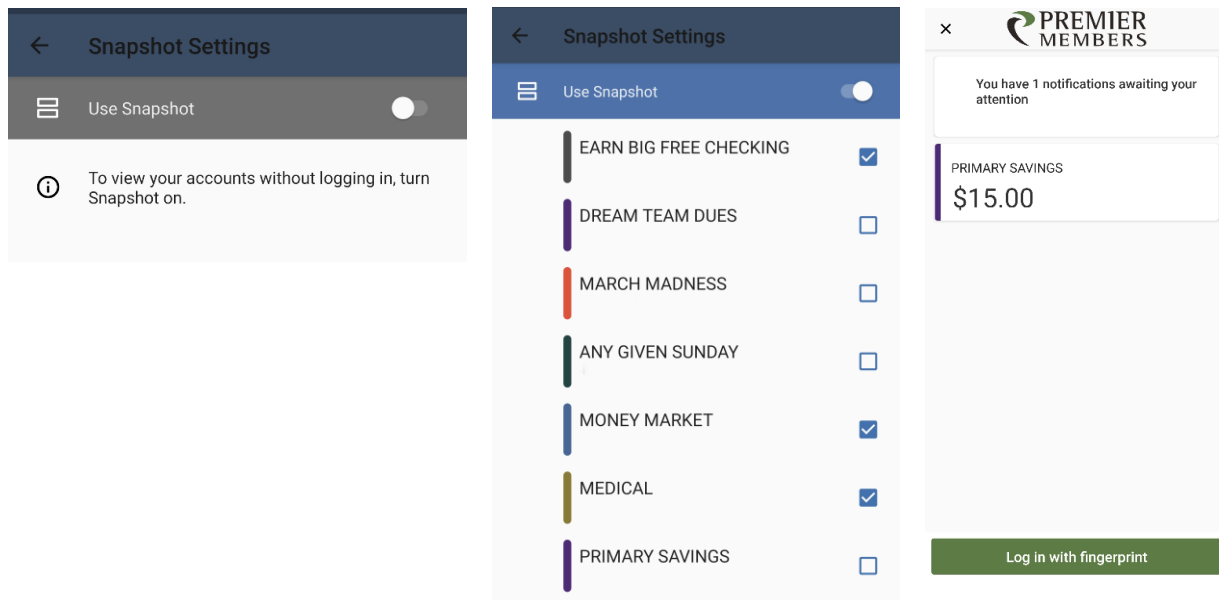 Snapshot Settings
Use Snapshot
To view your accounts without logging in, turn
Snapshot on.
Snapshot Settings
Use Snapshot
EARN BIG FREE CHECKING
DREAM TEAM DUES
MARCH MADNESS
ANY GIVEN SUNDAY
MONEY MARKET
MEDICAL
PRIMARY SAVINGS
PREMIER
MEMBERS
You have 1 notifications awaiting your
attention
PRIMARY SAVINGS
$15.00
Log in with fingerprint